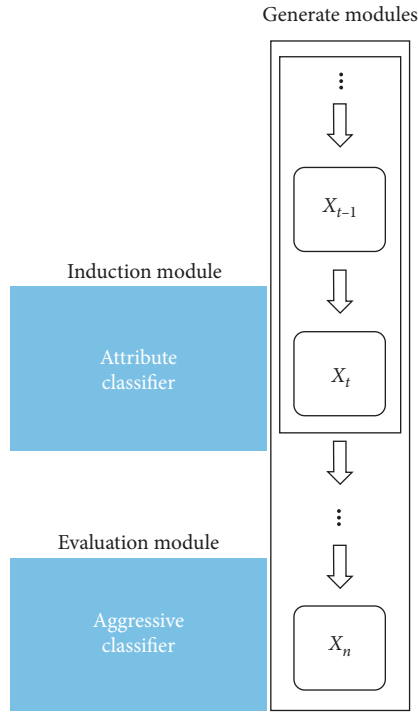 Generate modules
⋮
X_{t–1}
Induction module
Attribute
classifier
X_t
⋮
Evaluation module
Aggressive
classifier
X_n